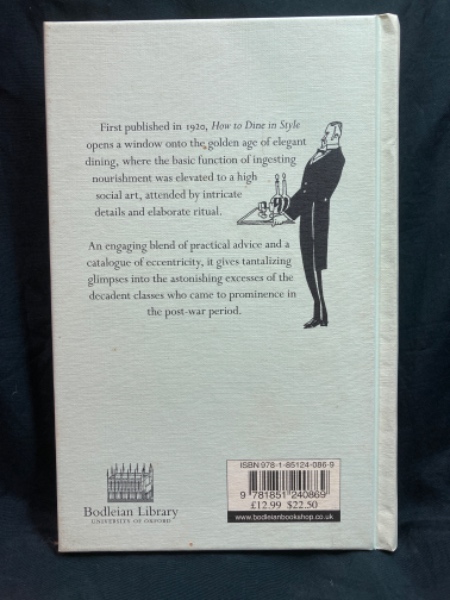 First published in 1920, How to Dine in Style
opens a window onto the golden age of elegant
dining, where the basic function of ingesting
nourishment was elevated to a high
social art, attended by intricate
details and elaborate ritual.
An engaging blend of practical advice and a
catalogue of eccentricity, it gives tantalizing
glimpses into the astonishing excesses of the
decadent classes who came to prominence in
the post-war period.
Bodleian Library
UNIVERSITY OF OXFORD
ISBN 978-1-85124-086-9
9 781851 240869
£12.99 $22.50
www.bodleianbookshop.co.uk